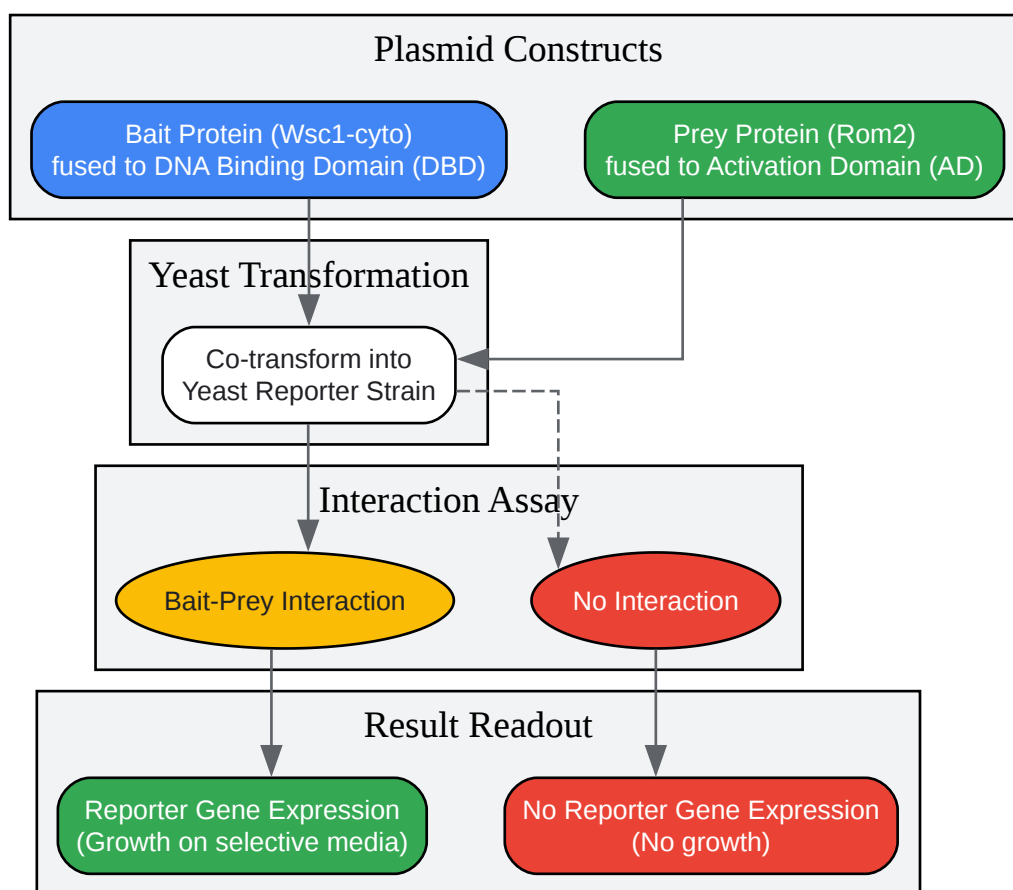 Plasmid Constructs
Bait Protein (Wsc1-cyto)
fused to DNA Binding Domain (DBD)
Prey Protein (Rom2)
fused to Activation Domain (AD)
Yeast Transformation
Co-transform into
Yeast Reporter Strain
Interaction Assay
Bait-Prey Interaction
No Interaction
Result Readout
Reporter Gene Expression
(Growth on selective media)
No Reporter Gene Expression
(No growth)